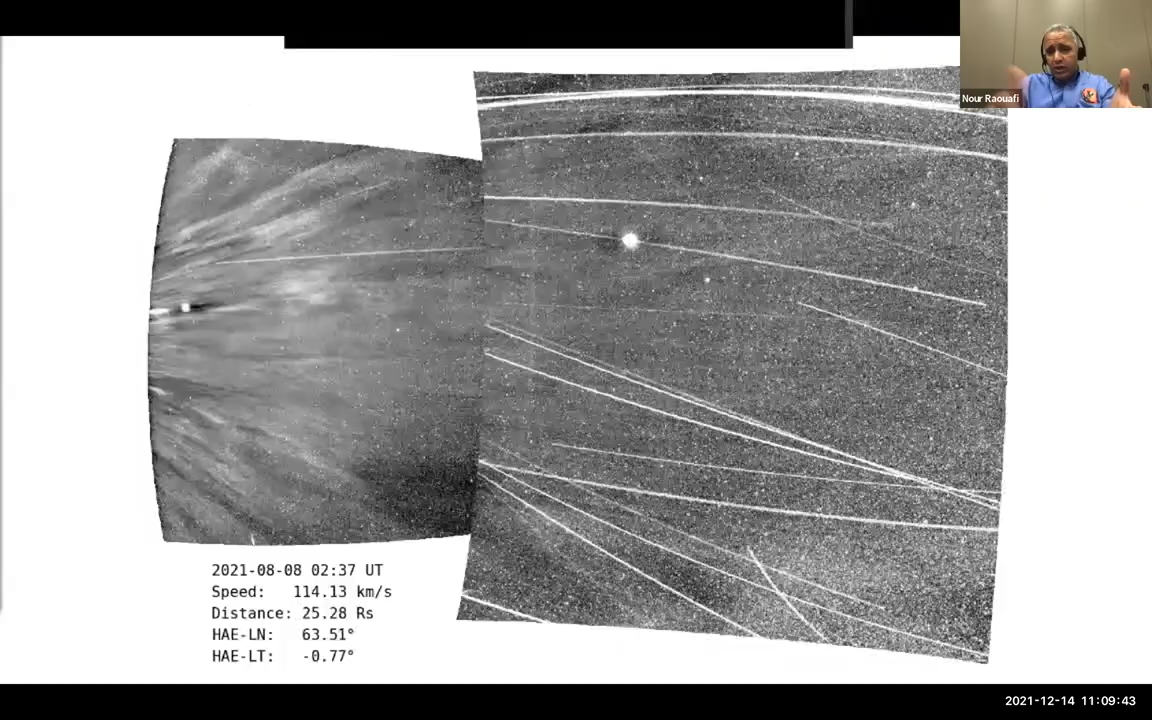 Nour Raouafi
2021-08-08 02:37 UT
Speed: 114.13 km/s
Distance: 25.28 Rs
HAE-LN: 63.51°
HAE-LT: -0.77°
2021-12-14 11:09:43